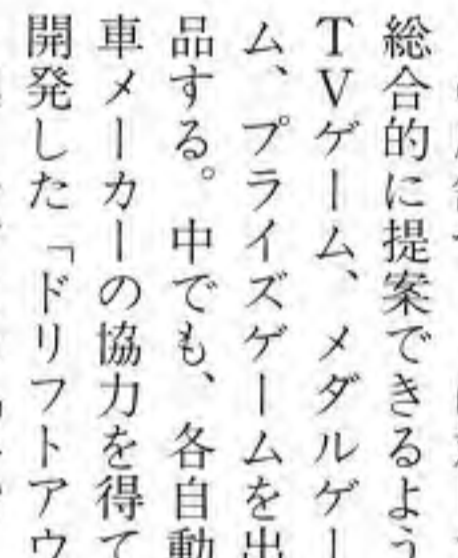 総合的に提案できるよう
TVゲーム、メダルゲー
ム、プライズゲームを出
品する。中でも、各自動
車メーカーの協力を得て
開発した「ドリフトアウ